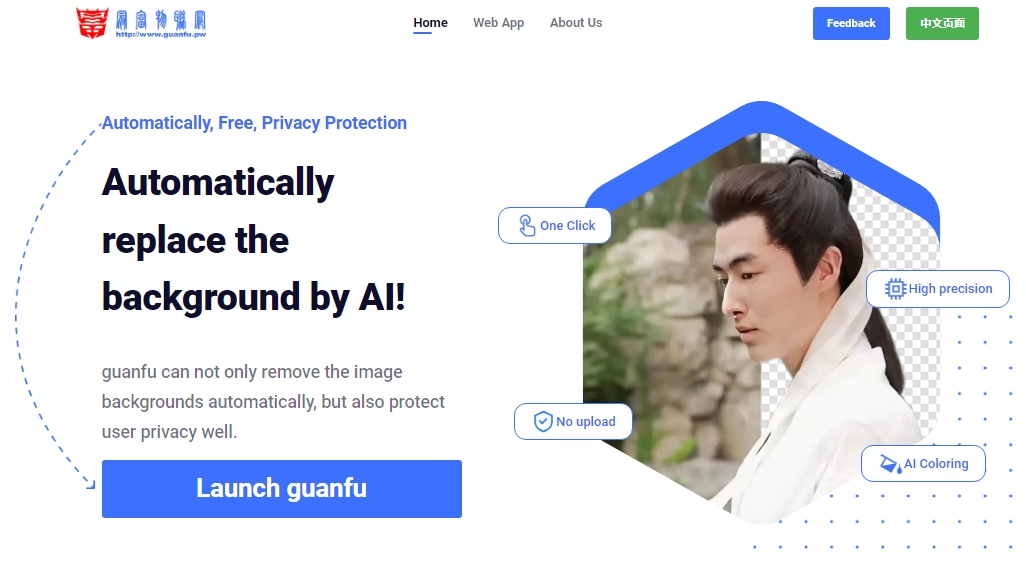 http://www.guanfu.pw
Home
Web App
About Us
Feedback
中文页面
Automatically, Free, Privacy Protection
Automatically
replace the
background by AI!
guanfu can not only remove the image
backgrounds automatically, but also protect
user privacy well.
Launch guanfu
One Click
High precision
No upload
AI Coloring